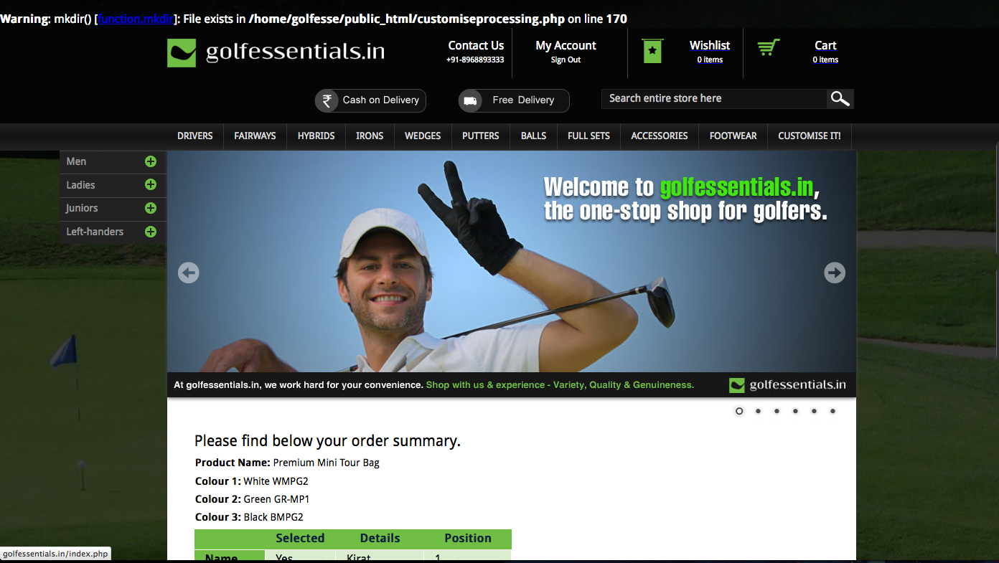 Warning: mkdir() [function.mkdir]: File exists in /home/golfesse/public_html/customiseprocessing.php on line 170
golfessentials.in
Contact Us
+91-8968893333
My Account
Sign Out
Wishlist
0 items
Cart
0 items
Cash on Delivery
Free Delivery
Search entire store here
DRIVERS FAIRWAYS HYBRIDS IRONS WEDGES PUTTERS BALLS FULL SETS ACCESSORIES FOOTWEAR CUSTOMISE IT!
Men
Ladies
Juniors
Left-handers
Welcome to golfessentials.in,
the one-stop shop for golfers.
At golfessentials.in, we work hard for your convenience. Shop with us & experience - Variety, Quality & Genuineness.
golfessentials.in
Please find below your order summary.
Product Name: Premium Mini Tour Bag
Colour 1: White WMPG2
Colour 2: Green GR-MP1
Colour 3: Black BMPG2
Selected Details Position
Name Yes Kirat 1
golfessentials.in/index.php